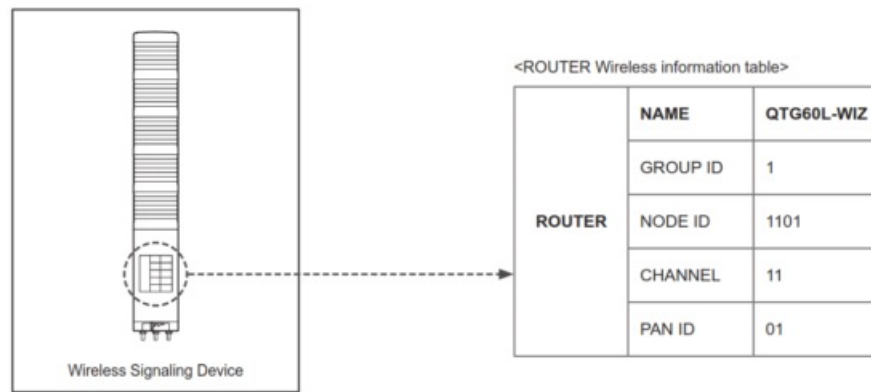 <ROUTER Wireless information table>
NAME QTG60L-WIZ
GROUP ID 1
ROUTER NODE ID 1101
CHANNEL 11
PAN ID 01
Wireless Signaling Device